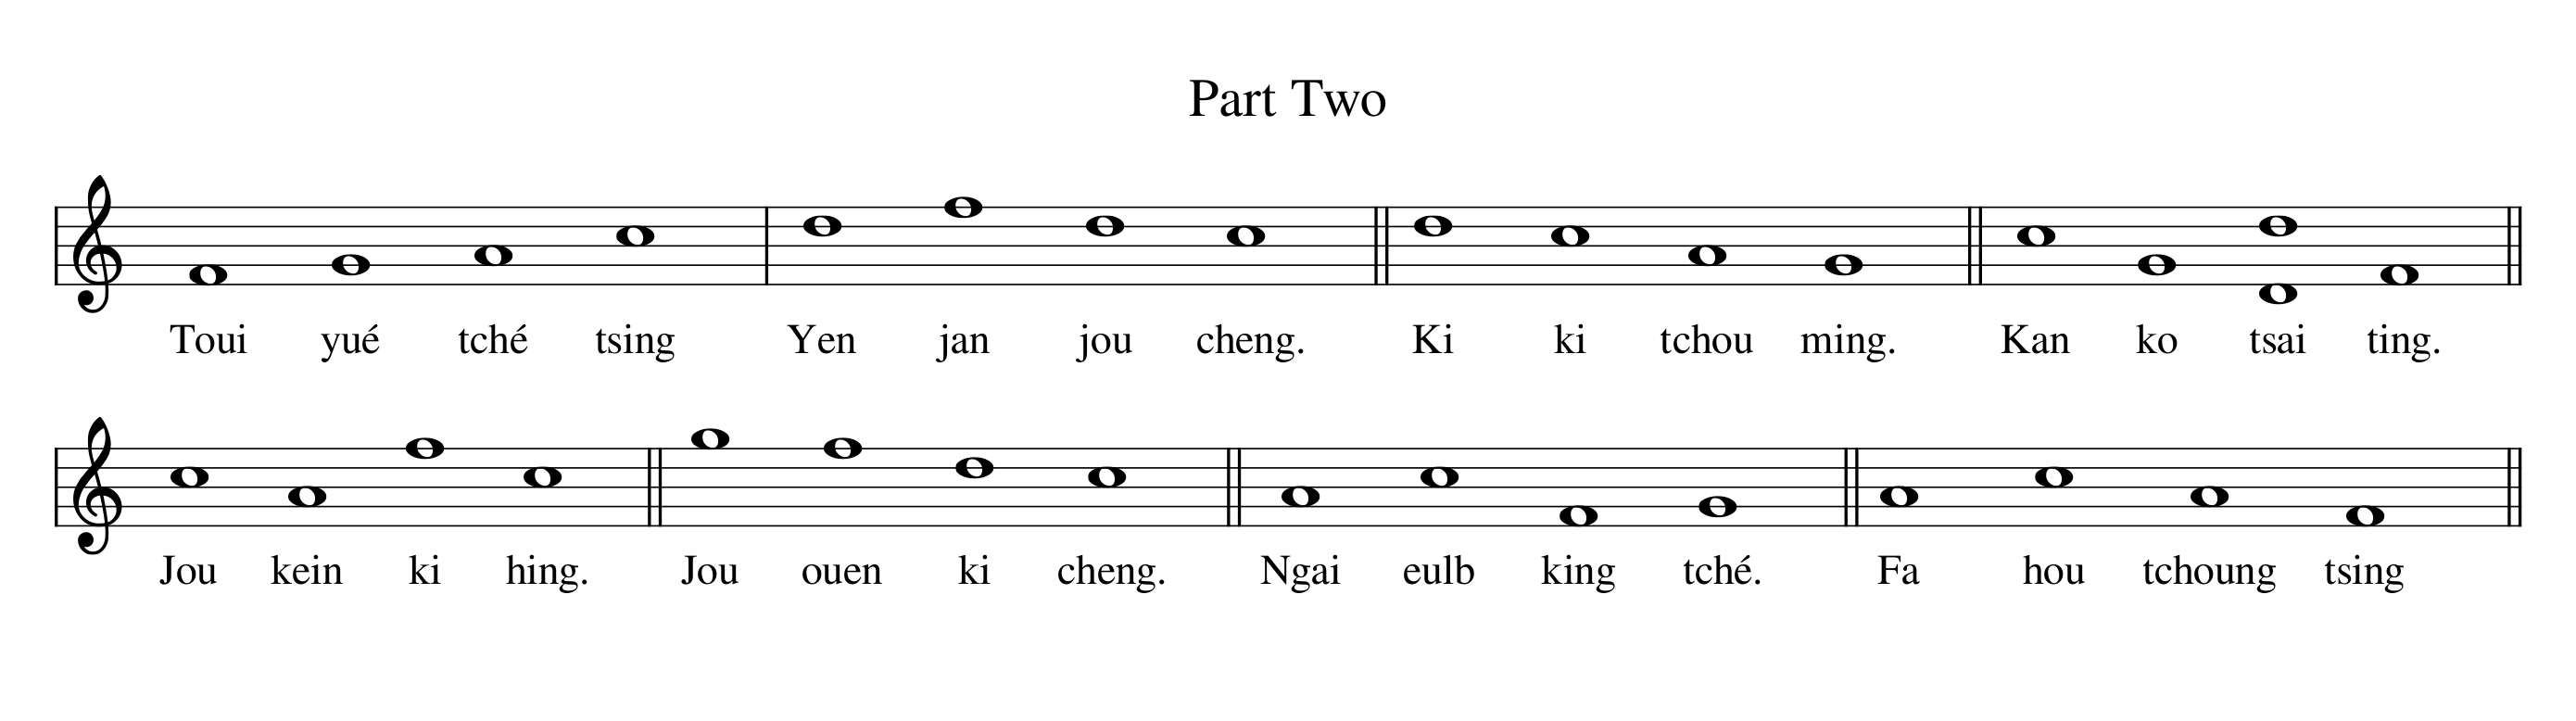 Part Two
Toui yué tché tsing Yen jan jou cheng. Ki ki tchou ming. Kan ko tsai ting.
Jou kein ki hing. Jou ouen ki cheng. Ngai eulb king tché. Fa hou tchoung tsing